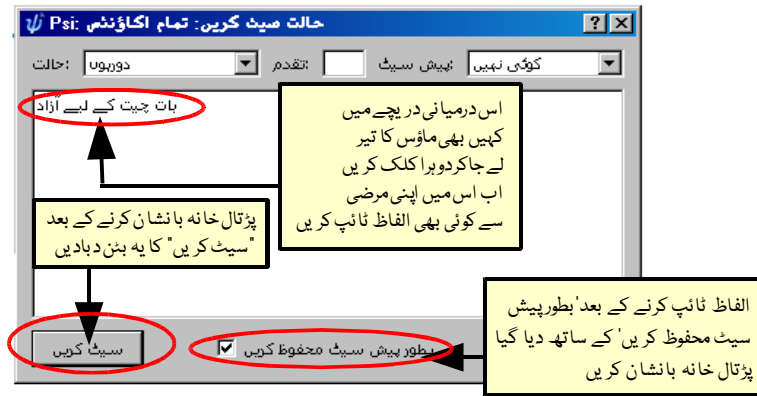 Psi: حالت سیٹ کریں: تمام اکاؤنٹس
حالت: دورہوں تقدم: پیش سیٹ: کوئی نہیں
بات چیت کے لیے آزاد
اس درمیانی دریچے میں
کہیں بھی ماؤس کا تیر
لے جاکر دوہرا کلک کریں
اب اس میں اپنی مرضی
سے کوئی بھی الفاظ ٹائپ کریں
پڑتال خانہ با نشان کرنے کے بعد
"سیٹ کریں" کا یہ بٹن دبادیں
الفاظ ٹائپ کرنے کے بعد'بطورپیش
سیٹ محفوظ کریں' کے ساتھ دیا گیا
پڑتال خانہ بانشان کریں
سیٹ کریں
بطور پیش سیٹ محفوظ کریں